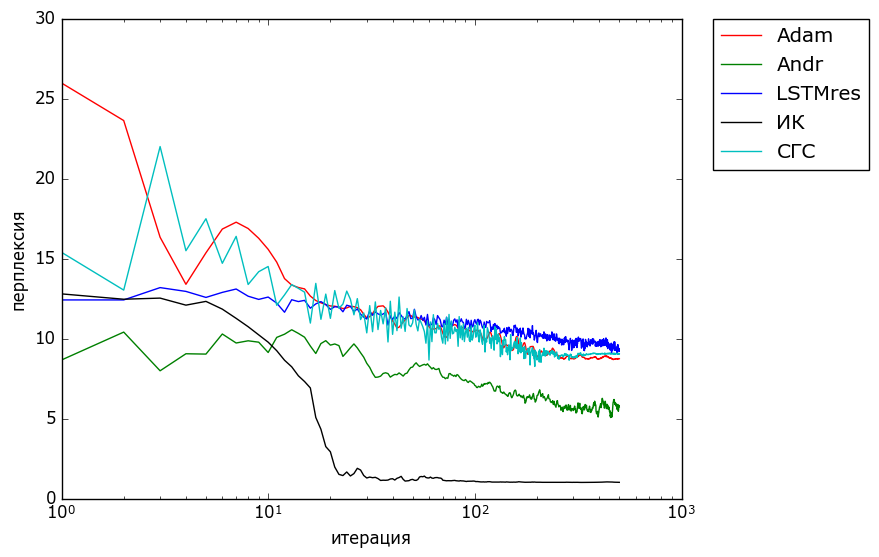 30
25
20
15
10
5
0
перплексия
10⁰
10¹
10²
10³
итерация
Adam
Andr
LSTMres
ИК
СГС